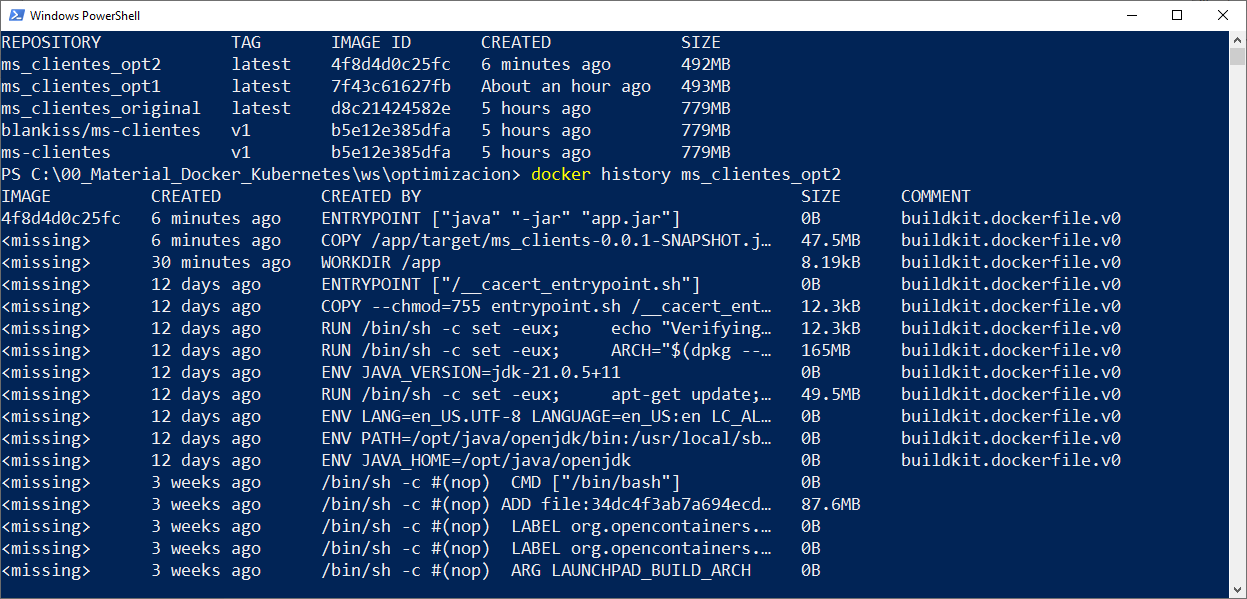 Windows PowerShell
REPOSITORY TAG IMAGE ID CREATED SIZE
ms_clientes_opt2 latest 4f8d4d0c25fc 6 minutes ago 492MB
ms_clientes_opt1 latest 7f43c61627fb About an hour ago 493MB
ms_clientes_original latest d8c21424582e 5 hours ago 779MB
blankiss/ms-clientes v1 b5e12e385dfa 5 hours ago 779MB
ms-clientes v1 b5e12e385dfa 5 hours ago 779MB
PS C:\00_Material_Docker_Kubernetes\ws\optimizacion> docker history ms_clientes_opt2
IMAGE CREATED CREATED BY SIZE COMMENT
4f8d4d0c25fc 6 minutes ago ENTRYPOINT ["java" "-jar" "app.jar"] 0B buildkit.dockerfile.v0
<missing> 6 minutes ago COPY /app/target/ms_clients-0.0.1-SNAPSHOT.j… 47.5MB buildkit.dockerfile.v0
<missing> 30 minutes ago WORKDIR /app 8.19kB buildkit.dockerfile.v0
<missing> 12 days ago ENTRYPOINT ["/__cacert_entrypoint.sh"] 0B buildkit.dockerfile.v0
<missing> 12 days ago COPY --chmod=755 entrypoint.sh /__cacert_ent… 12.3kB buildkit.dockerfile.v0
<missing> 12 days ago RUN /bin/sh -c set -eux; echo "Verifying… 12.3kB buildkit.dockerfile.v0
<missing> 12 days ago RUN /bin/sh -c set -eux; ARCH="$(dpkg --… 165MB buildkit.dockerfile.v0
<missing> 12 days ago ENV JAVA_VERSION=jdk-21.0.5+11 0B buildkit.dockerfile.v0
<missing> 12 days ago RUN /bin/sh -c set -eux; apt-get update;… 49.5MB buildkit.dockerfile.v0
<missing> 12 days ago ENV LANG=en_US.UTF-8 LANGUAGE=en_US:en LC_AL… 0B buildkit.dockerfile.v0
<missing> 12 days ago ENV PATH=/opt/java/openjdk/bin:/usr/local/sb… 0B buildkit.dockerfile.v0
<missing> 12 days ago ENV JAVA_HOME=/opt/java/openjdk 0B buildkit.dockerfile.v0
<missing> 3 weeks ago /bin/sh -c #(nop) CMD ["/bin/bash"] 0B
<missing> 3 weeks ago /bin/sh -c #(nop) ADD file:34dc4f3ab7a694ecd… 87.6MB
<missing> 3 weeks ago /bin/sh -c #(nop) LABEL org.opencontainers.… 0B
<missing> 3 weeks ago /bin/sh -c #(nop) LABEL org.opencontainers.… 0B
<missing> 3 weeks ago /bin/sh -c #(nop) ARG LAUNCHPAD_BUILD_ARCH 0B